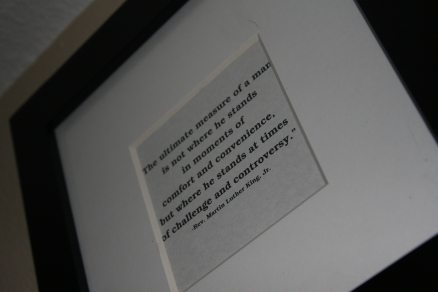 The ultimate measure of a man
is not where he stands
in moments of
comfort and convenience,
but where he stands at times
of challenge and controversy."
-Rev. Martin Luther King, Jr.